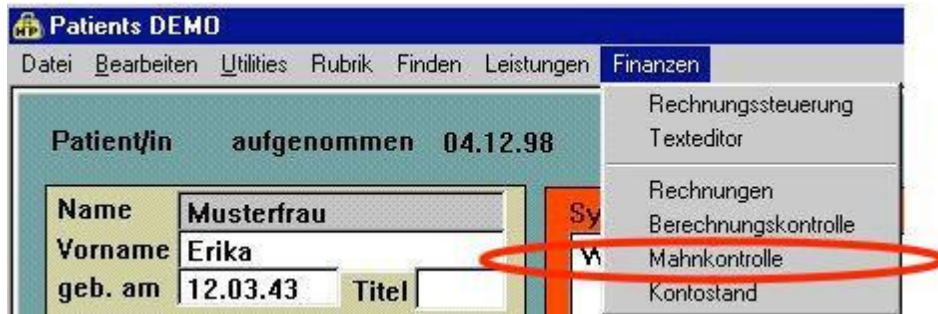 Patients DEMO
Datei Bearbeiten Utilities Rubrik Finden Leistungen Finanzen
Rechnungssteuerung
Texteditor
Rechnungen
Berechnungskontrolle
Mahnkontrolle
Kontostand
Patient/in aufgenommen 04.12.98
Name Musterfrau
Vorname Erika
geb. am 12.03.43 Titel